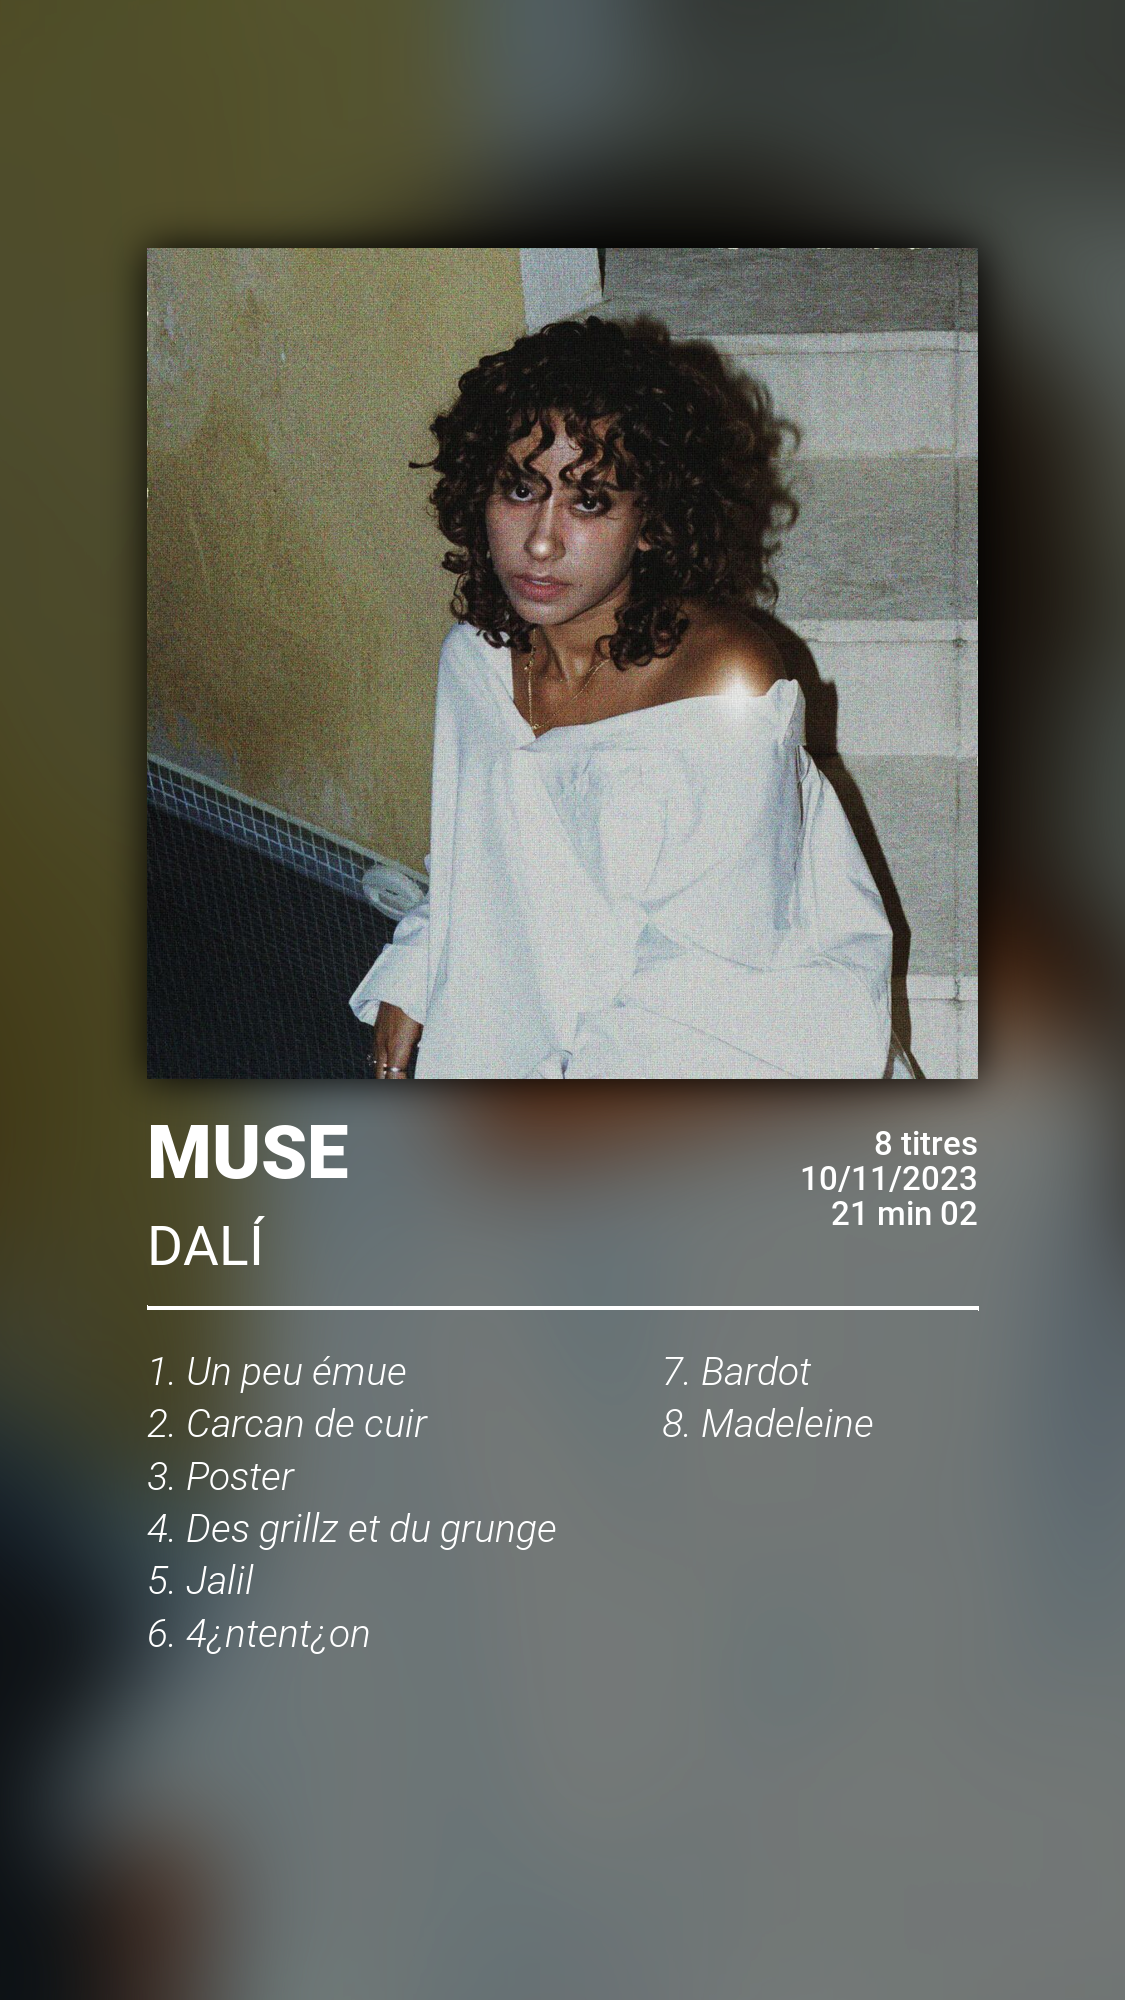 MUSE
DALÍ
8 titres
10/11/2023
21 min 02
1. Un peu émue
2. Carcan de cuir
3. Poster
4. Des grillz et du grunge
5. Jalil
6. 4¿ntent¿on
7. Bardot
8. Madeleine